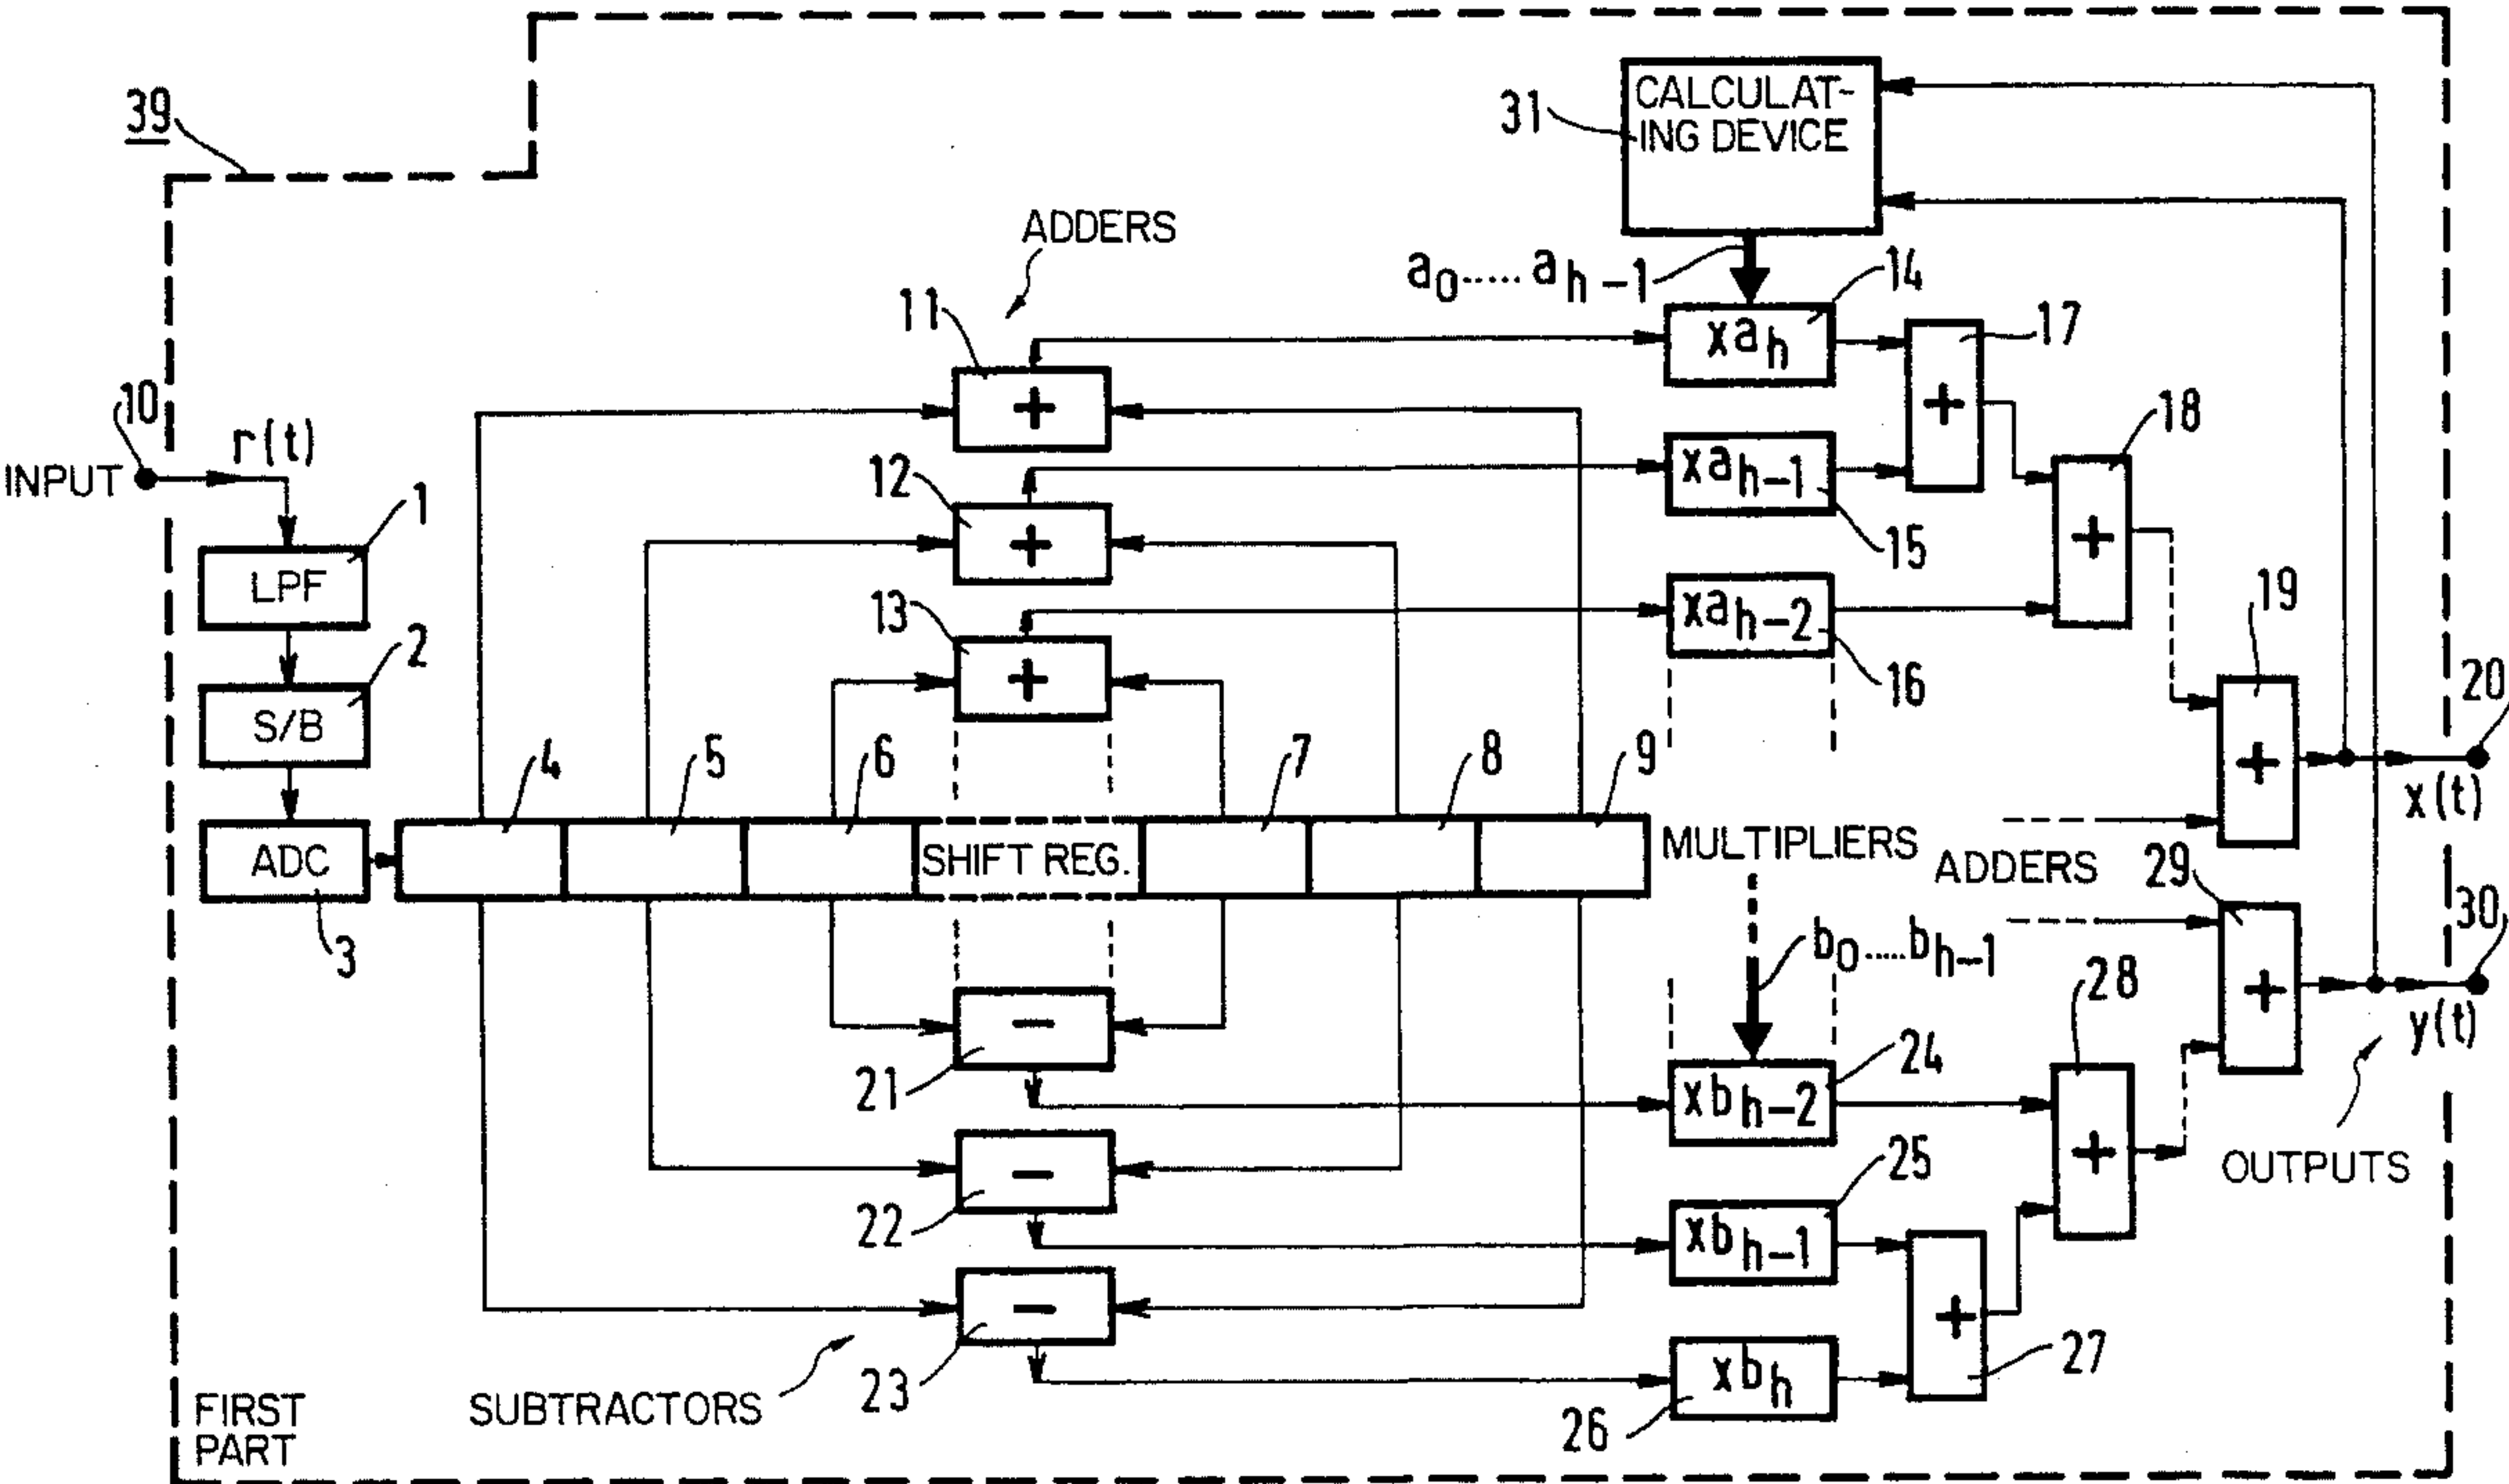 39
31
CALCULAT-
ING DEVICE
ADDERS
a0..... ah-1
14
11
xah
17
10
r(t)
INPUT
+
+
18
12
xah-1
1
15
LPF
+
+
13
xah-2
19
2
+
16
20
S/B
4
5
6
7
8
9
+
x(t)
ADC
SHIFT REG.
MULTIPLIERS
ADDERS
29
3
b0.....bh-1
30
28
+
−
y(t)
21
24
xbh-2
+
−
25
OUTPUTS
22
xbh-1
−
+
23
27
SUBTRACTORS
xbh
26
FIRST
PART